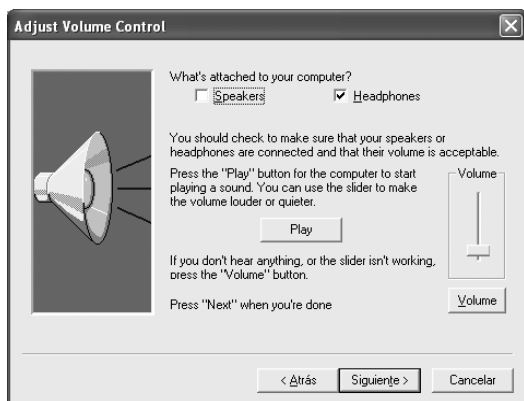 Adjust Volume Control
What's attached to your computer?
Speakers Headphones
You should check to make sure that your speakers or
headphones are connected and that their volume is acceptable.
Press the "Play" button for the computer to start
playing a sound. You can use the slider to make
the volume louder or quieter.
Volume
Play
If you don't hear anything, or the slider isn't working,
press the "Volume" button.
Press "Next" when you're done
Volume
< Atrás Siguiente > Cancelar